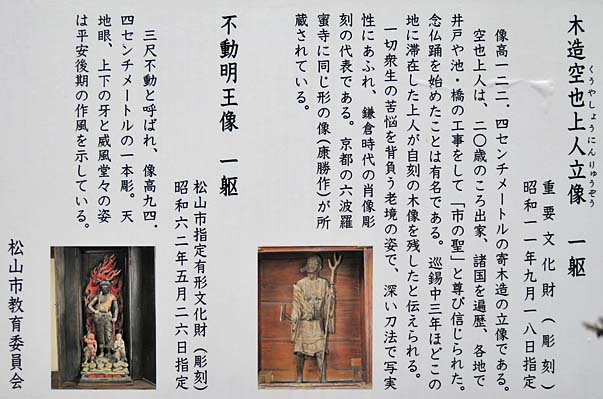 木造空也上人立像　一躯
くうやしょうにんりゅうぞう
重要文化財（彫刻）
昭和一一年九月一八日指定
像高一二二．四センチメートルの寄木造の立像である。
空也上人は、二〇歳のころ出家、諸国を遍歴、各地で
井戸や池・橋の工事をして「市の聖」と尊び信じられた。
念仏踊を始めたことは有名である。巡錫中三年ほどこの
地に滞在した上人が自刻の木像を残したと伝えられる。
一切衆生の苦悩を背負う老境の姿で、深い刀法で写実
性にあふれ、鎌倉時代の肖像彫
刻の代表である。京都の六波羅
蜜寺に同じ形の像（康勝作）が所
蔵されている。
不動明王像　一躯
松山市指定有形文化財（彫刻）
昭和六二年五月二六日指定
三尺不動と呼ばれ、像高九四．
四センチメートルの一本彫。天
地眼、上下の牙と威風堂々の姿
は平安後期の作風を示している。
松山市教育委員会